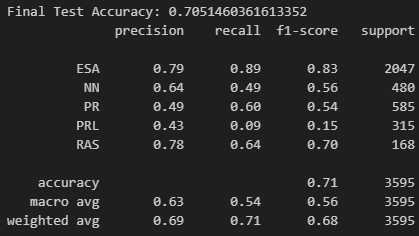 Final Test Accuracy: 0.7051460361613352
precision recall f1-score support
ESA 0.79 0.89 0.83 2047
NN 0.64 0.49 0.56 480
PR 0.49 0.60 0.54 585
PRL 0.43 0.09 0.15 315
RAS 0.78 0.64 0.70 168
accuracy 0.71 3595
macro avg 0.63 0.54 0.56 3595
weighted avg 0.69 0.71 0.68 3595